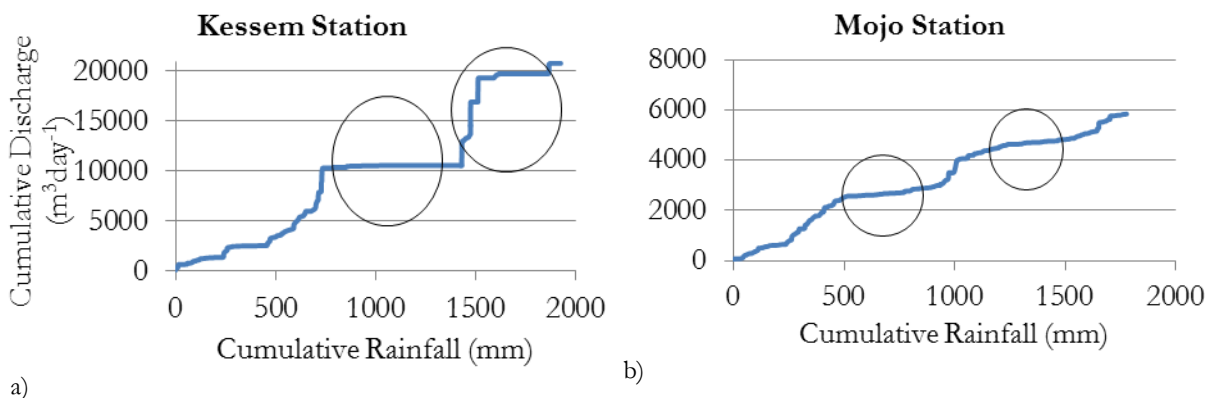 Kessem Station
Cumulative Discharge
(m³day⁻¹)
20000
15000
10000
5000
0
0 500 1000 1500 2000
Cumulative Rainfall (mm)
a)
Mojo Station
8000
6000
4000
2000
0
0 500 1000 1500 2000
Cumulative Rainfall (mm)
b)